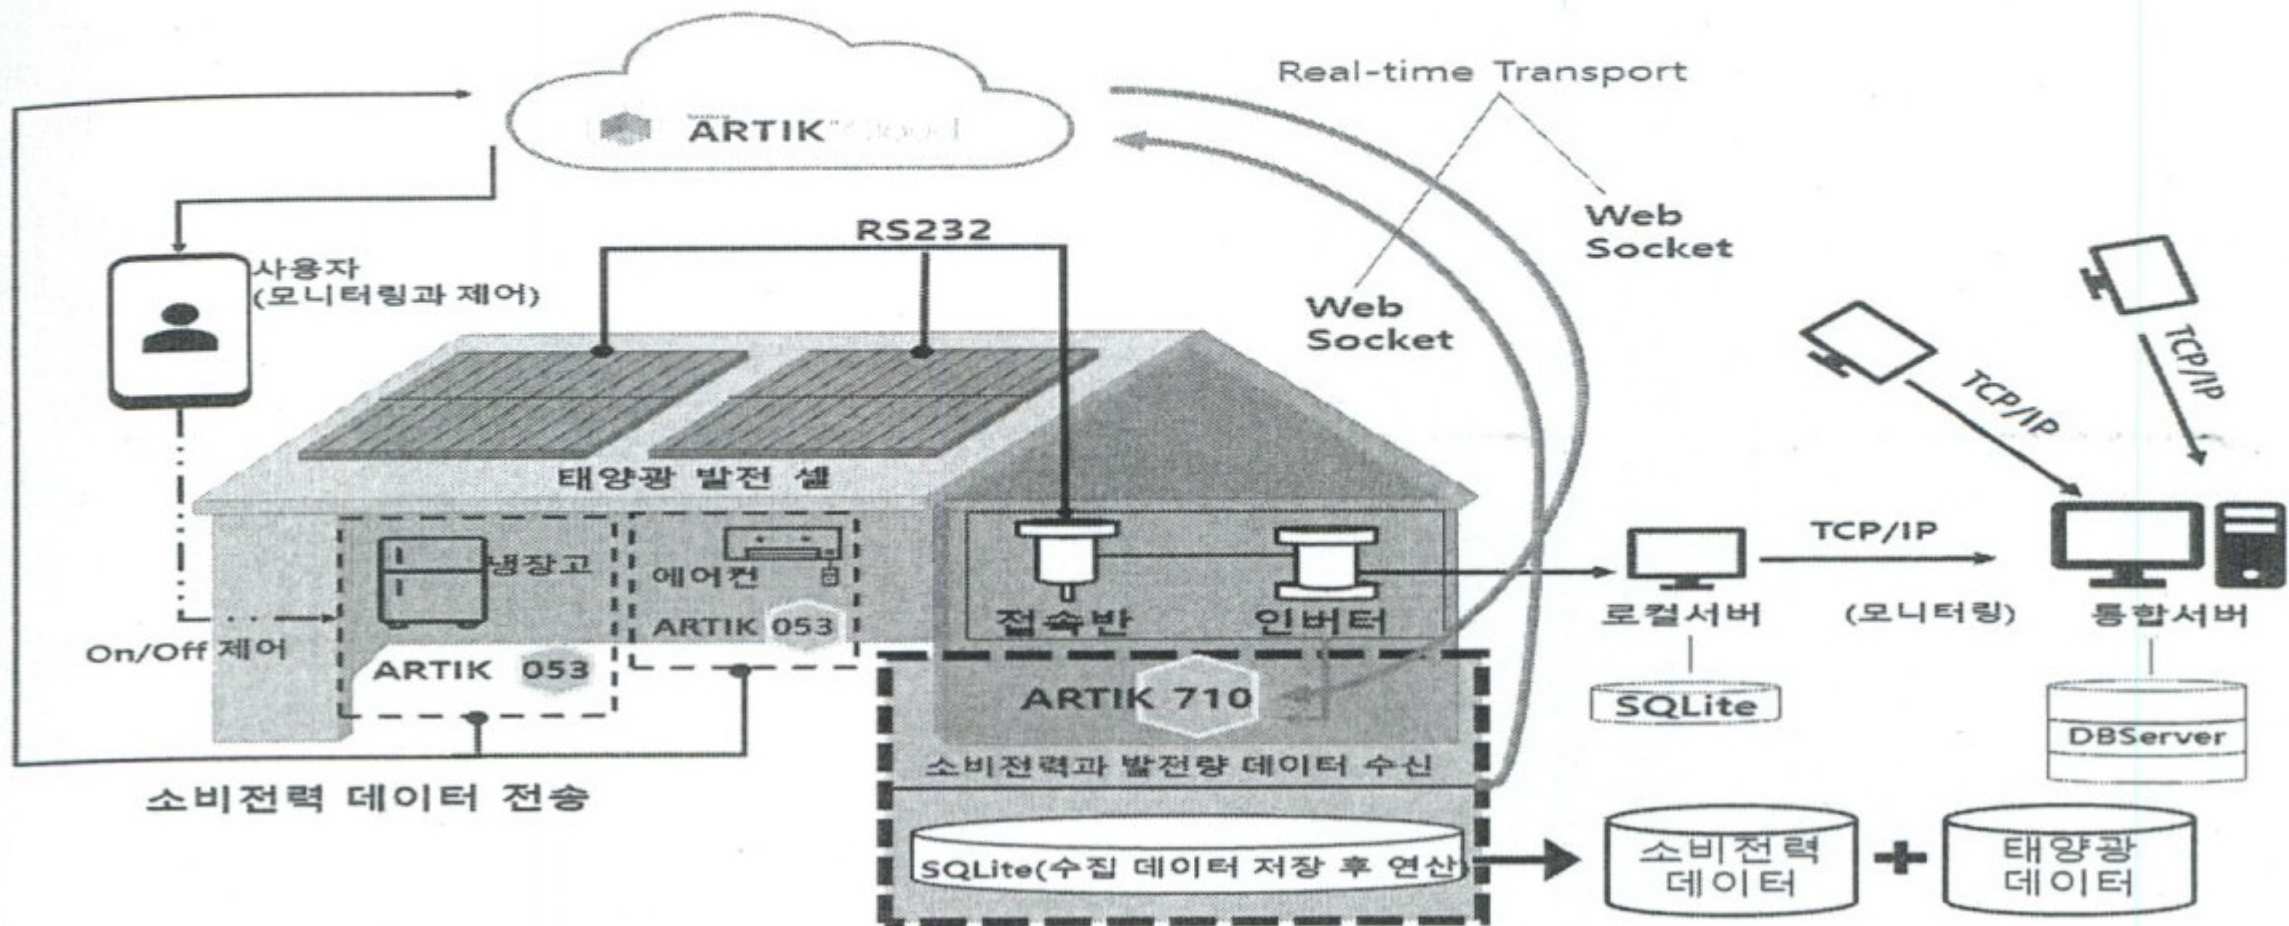 Real-time Transport
ARTIK
Web
Socket
RS232
Web
Socket
사용자
(모니터링과 제어)
TCP/IP
TCP/IP
태양광 발전 셀
냉장고
에어컨
ARTIK 053
On/Off 제어
ARTIK 053
접속반
인버터
TCP/IP
로컬서버
(모니터링)
통합서버
ARTIK 710
SQLite
DBServer
소비전력과 발전량 데이터 수신
소비전력 데이터 전송
SQLite(수집 데이터 저장 후 연산)
소비전력
데이터
+
태양광
데이터